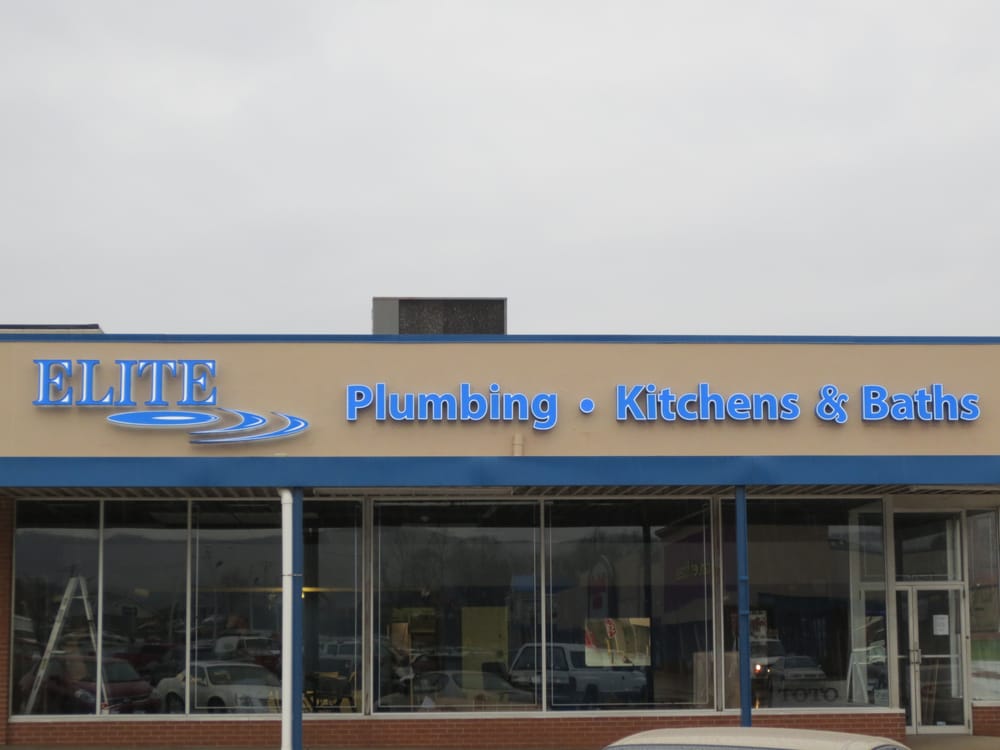 ELITE
Plumbing • Kitchens & Baths
TOTO